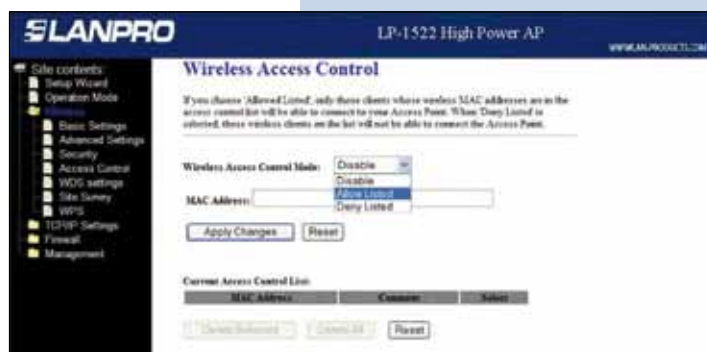 LANPRO
LP-1522 High Power AP
Site contents:
Setup Wizard
Operation Mode
Wireless
Basic Settings
Advanced Settings
Security
Access Control
WDS settings
Site Survey
WPS
TCP/IP Settings
Firewall
Management
Wireless Access Control
If you choose 'Allowed Listed', only those clients whose wireless MAC addresses are in the
access control list will be able to connect to your Access Point. When 'Deny Listed' is
selected, these wireless clients on the list will not be able to connect the Access Point.
Wireless Access Control Mode: Disable
Disable
Allow Listed
Deny Listed
MAC Address:
Apply Changes Reset
Current Access Control List:
MAC Address Comment Select
Delete Selected Delete All Reset